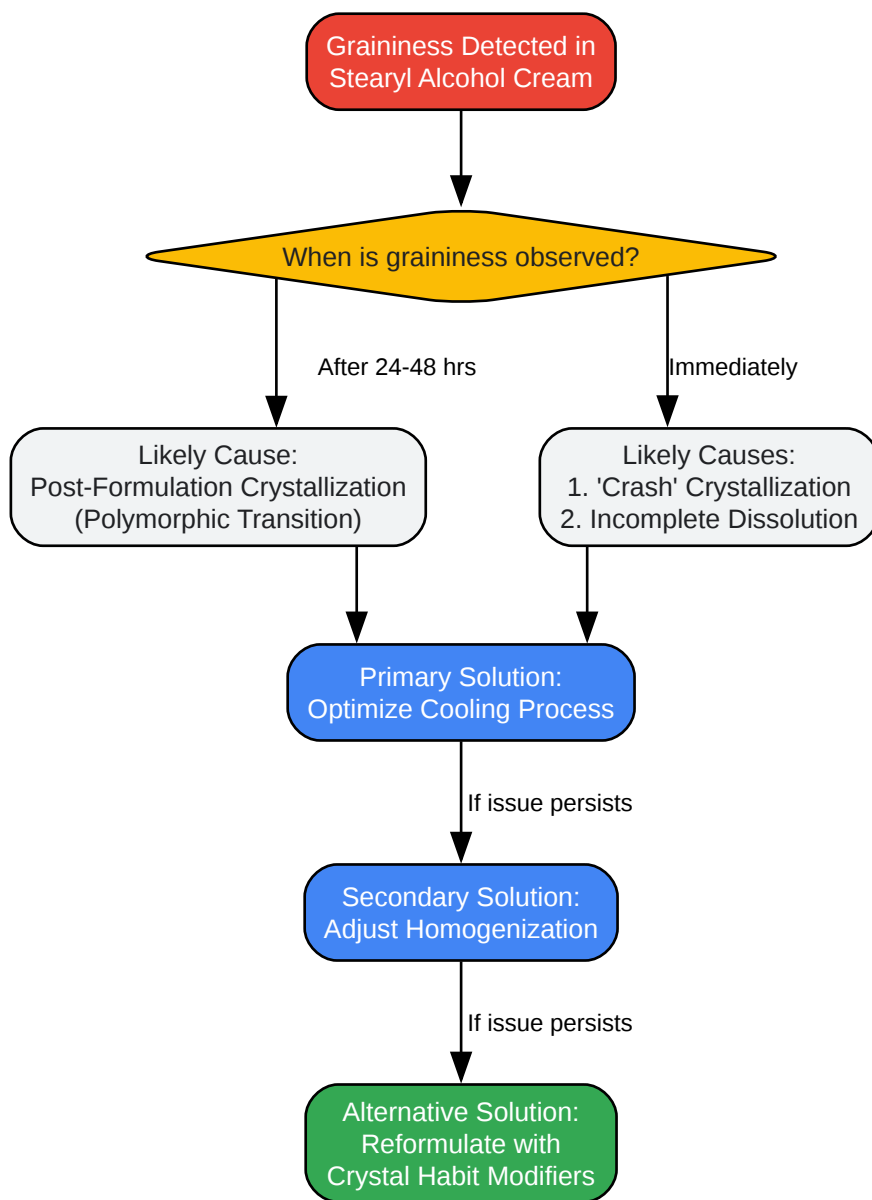 Graininess Detected in
Stearyl Alcohol Cream
When is graininess observed?
After 24-48 hrs
Immediately
Likely Cause:
Post-Formulation Crystallization
(Polymorphic Transition)
Likely Causes:
1. 'Crash' Crystallization
2. Incomplete Dissolution
Primary Solution:
Optimize Cooling Process
If issue persists
Secondary Solution:
Adjust Homogenization
If issue persists
Alternative Solution:
Reformulate with
Crystal Habit Modifiers